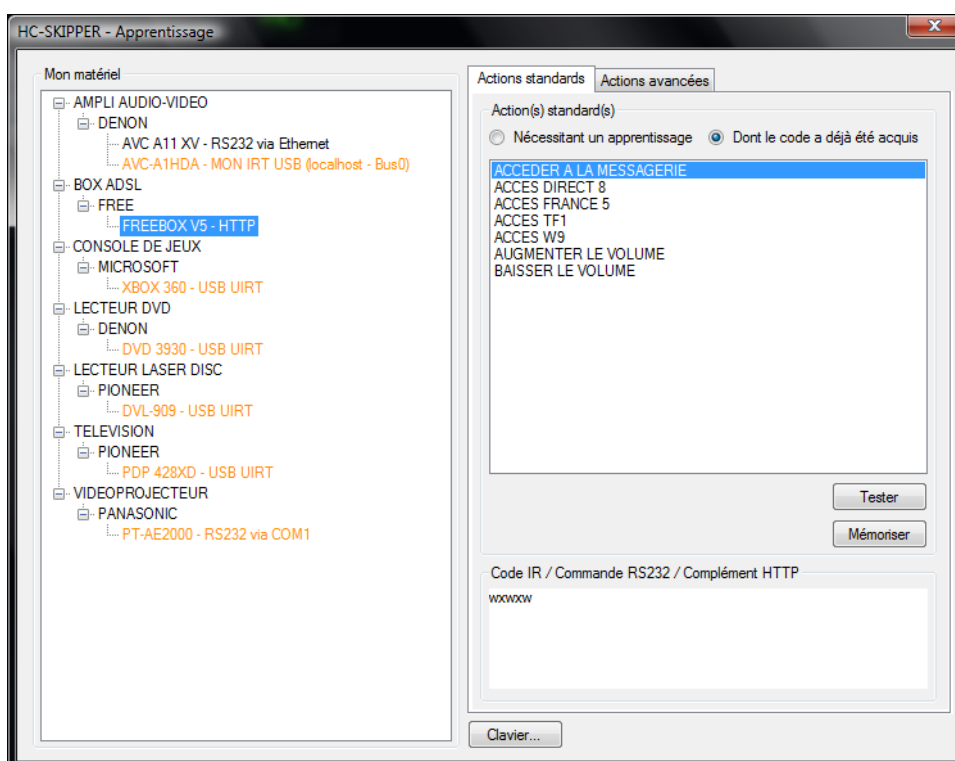 HC-SKIPPER - Apprentissage
Mon matériel
AMPLI AUDIO-VIDEO
DENON
AVC A11 XV - RS232 via Ethernet
AVC-A1HDA - MON IRT USB (localhost - Bus0)
BOX ADSL
FREE
FREEBOX V5 - HTTP
CONSOLE DE JEUX
MICROSOFT
XBOX 360 - USB UIRT
LECTEUR DVD
DENON
DVD 3930 - USB UIRT
LECTEUR LASER DISC
PIONEER
DVL-909 - USB UIRT
TELEVISION
PIONEER
PDP 428XD - USB UIRT
VIDEOPROJECTEUR
PANASONIC
PT-AE2000 - RS232 via COM1
Actions standards Actions avancées
Action(s) standard(s)
Nécessitant un apprentissage Dont le code a déjà été acquis
ACCEDER A LA MESSAGERIE
ACCES DIRECT 8
ACCES FRANCE 5
ACCES TF1
ACCES W9
AUGMENTER LE VOLUME
BAISSER LE VOLUME
Tester
Mémoriser
Code IR / Commande RS232 / Complément HTTP
wxwxw
Clavier...